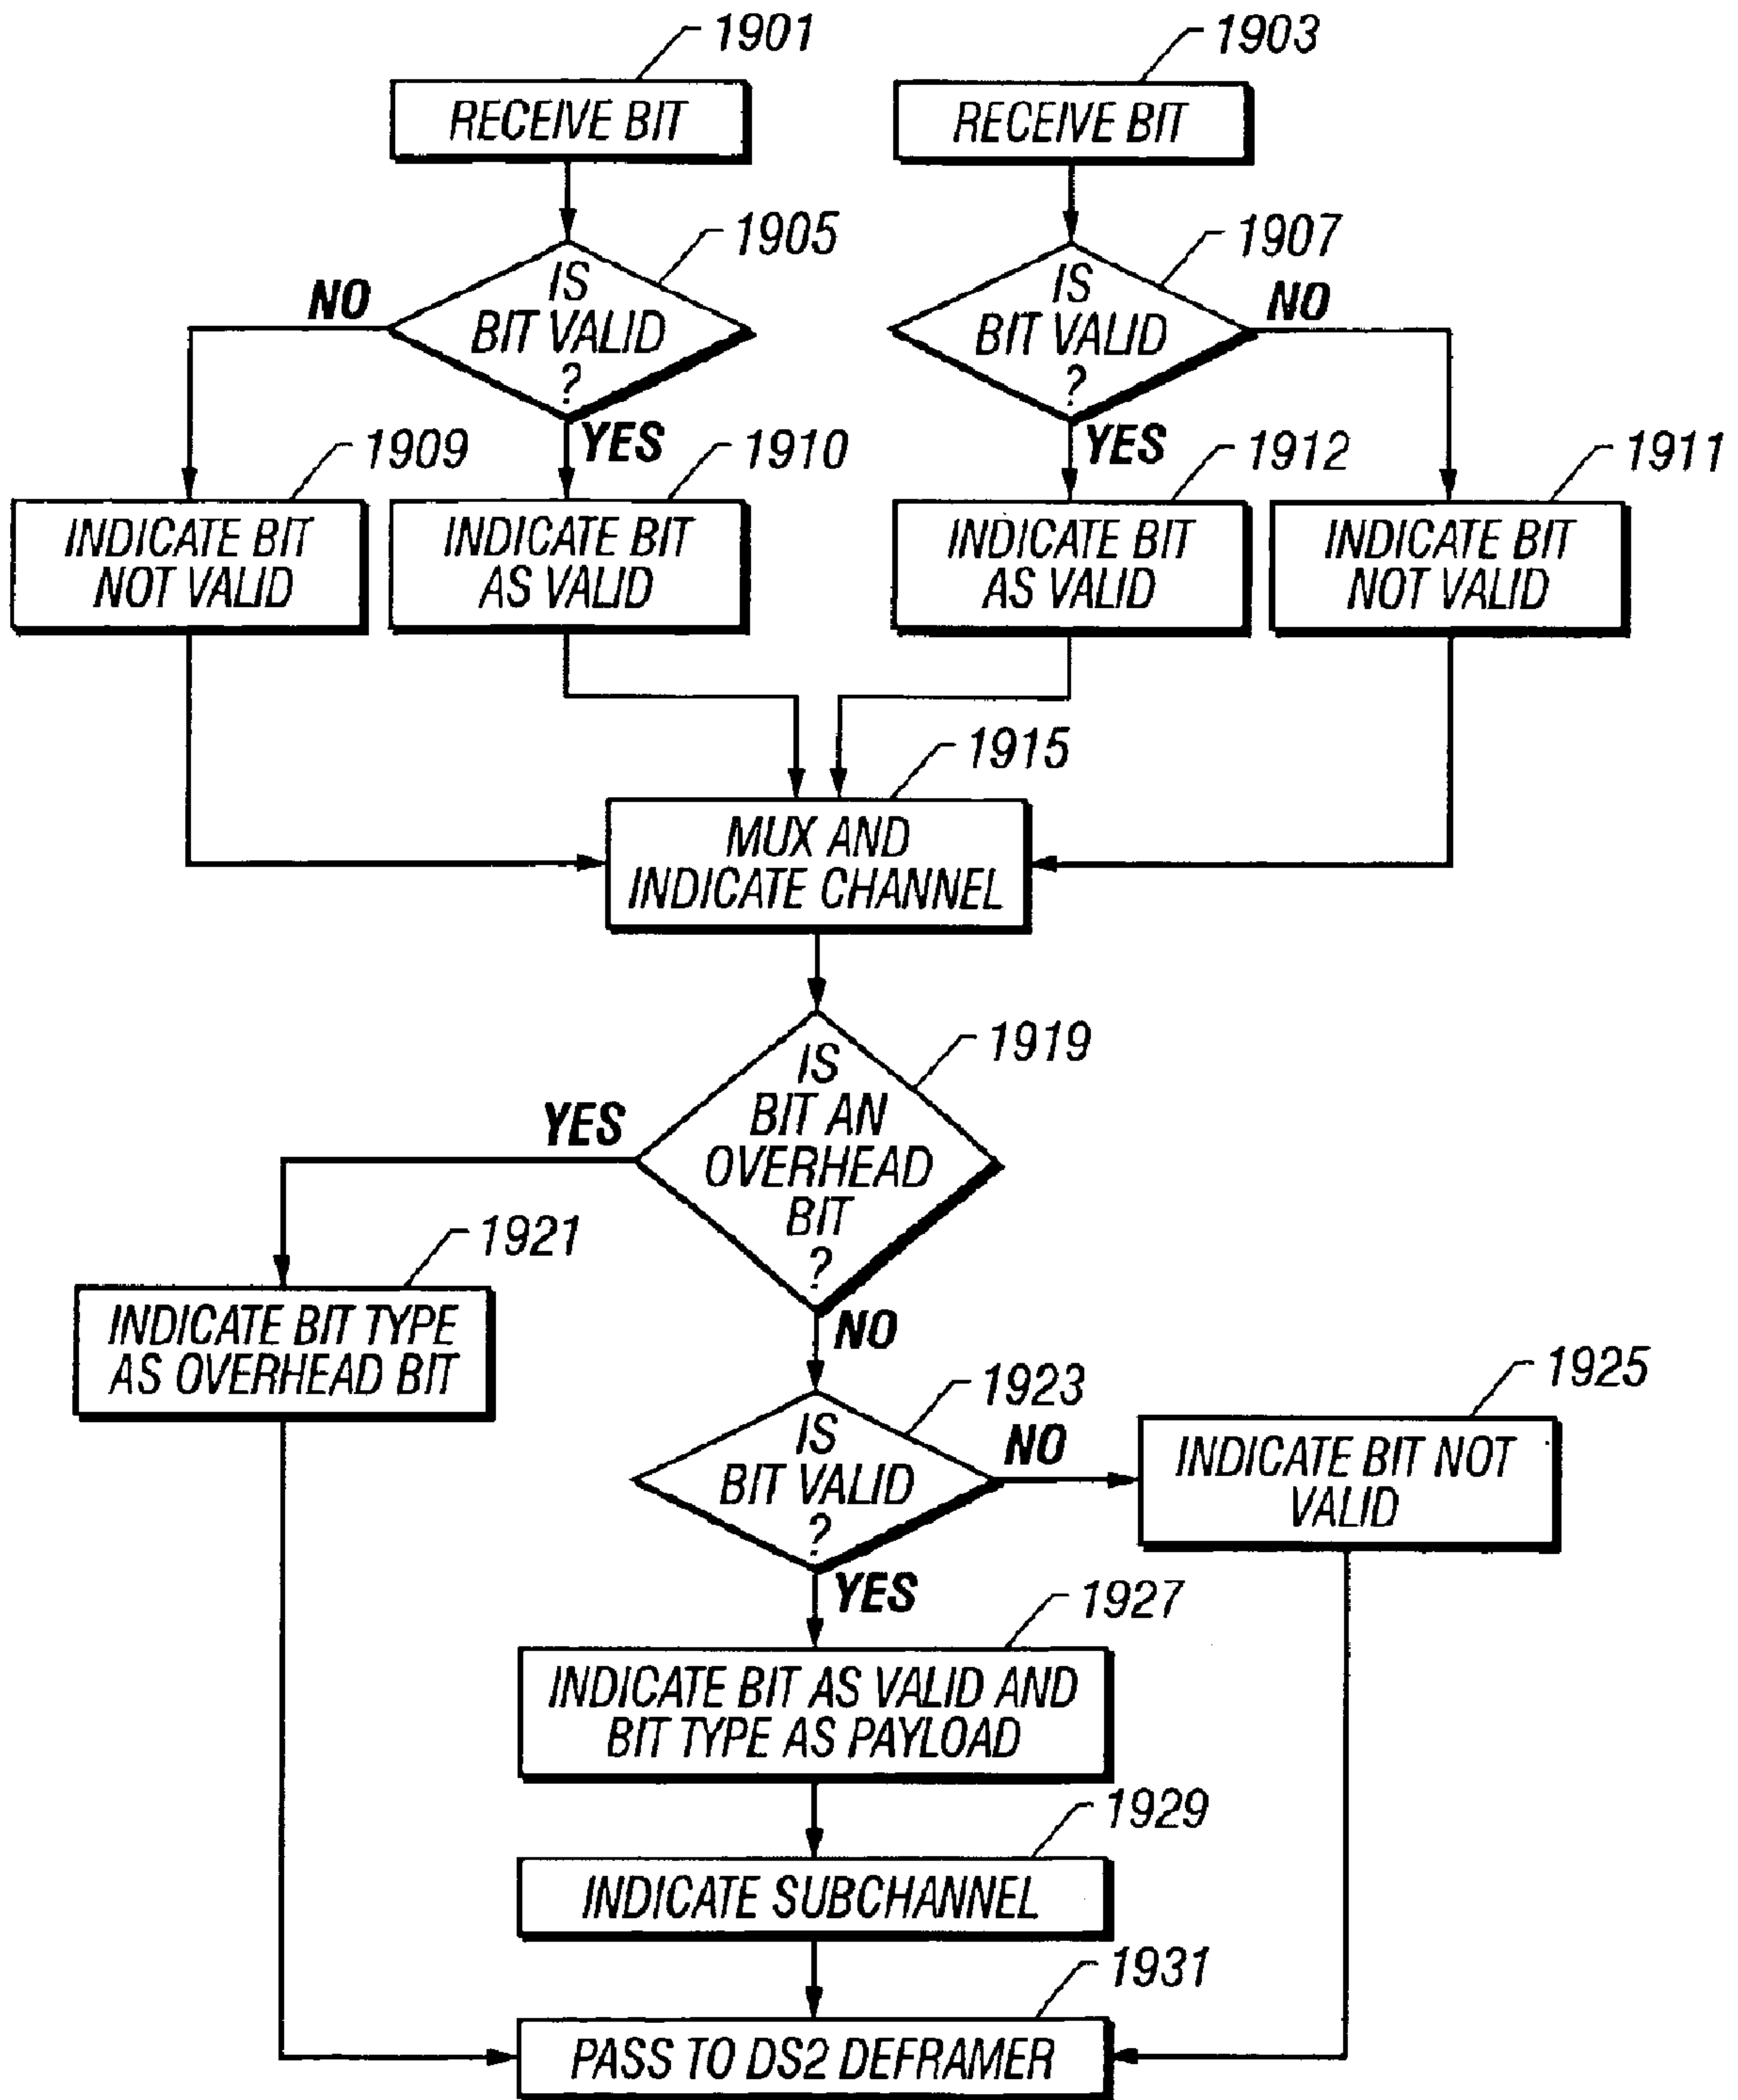 1901
1903
RECEIVE BIT
RECEIVE BIT
1905
1907
IS
BIT VALID
?
IS
BIT VALID
?
NO
NO
YES
YES
1909
1910
1912
1911
INDICATE BIT
NOT VALID
INDICATE BIT
AS VALID
INDICATE BIT
AS VALID
INDICATE BIT
NOT VALID
1915
MUX AND
INDICATE CHANNEL
1919
IS
BIT AN
OVERHEAD
BIT
?
YES
1921
INDICATE BIT TYPE
AS OVERHEAD BIT
NO
1923
IS
BIT VALID
?
NO
1925
INDICATE BIT NOT
VALID
YES
1927
INDICATE BIT AS VALID AND
BIT TYPE AS PAYLOAD
1929
INDICATE SUBCHANNEL
1931
PASS TO DS2 DEFRAMER